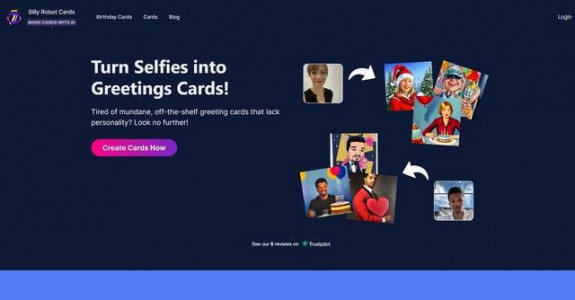 Silly Robot Cards
MAKE CARDS WITH AI
Birthday Cards
Cards
Blog
Login
Turn Selfies into
Greetings Cards!
Tired of mundane, off-the-shelf greeting cards that lack
personality? Look no further!
Create Cards Now
See our 6 reviews on Trustpilot